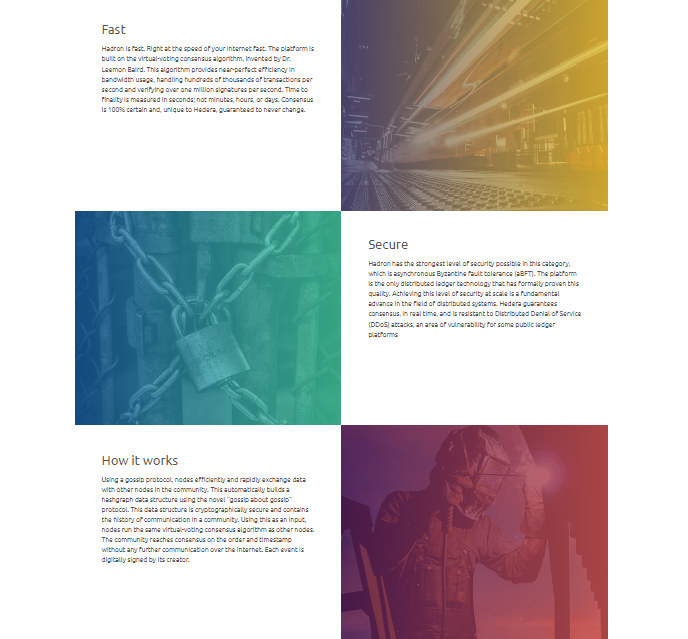 Fast
Hadron is fast. Right at the speed of your internet fast. The platform is
built on the virtual-voting consensus algorithm, invented by Dr.
Leemon Baird. This algorithm provides near-perfect efficiency in
bandwidth usage, handling hundreds of thousands of transactions per
second and verifying over one million signatures per second. Time to
finality is measured in seconds; not minutes, hours, or days. Consensus
is 100% certain and, unique to Hedera, guaranteed to never change.
Secure
Hadron has the strongest level of security possible in this category,
which is asynchronous Byzantine fault tolerance (aBFT). The platform
is the only distributed ledger technology that has formally proven this
quality. Achieving this level of security at scale is a fundamental
advance in the field of distributed systems. Hedera guarantees
consensus, in real time, and is resistant to Distributed Denial of Service
(DDoS) attacks, an area of vulnerability for some public ledger
platforms
How it works
Using a gossip protocol, nodes efficiently and rapidly exchange data
with other nodes in the community. This automatically builds a
hashgraph data structure using the novel "gossip about gossip"
protocol. This data structure is cryptographically secure and contains
the history of communication in a community. Using this as an input,
nodes run the same virtual-voting consensus algorithm as other nodes.
The community reaches consensus on the order and timestamp
without any further communication over the internet. Each event is
digitally signed by its creator.